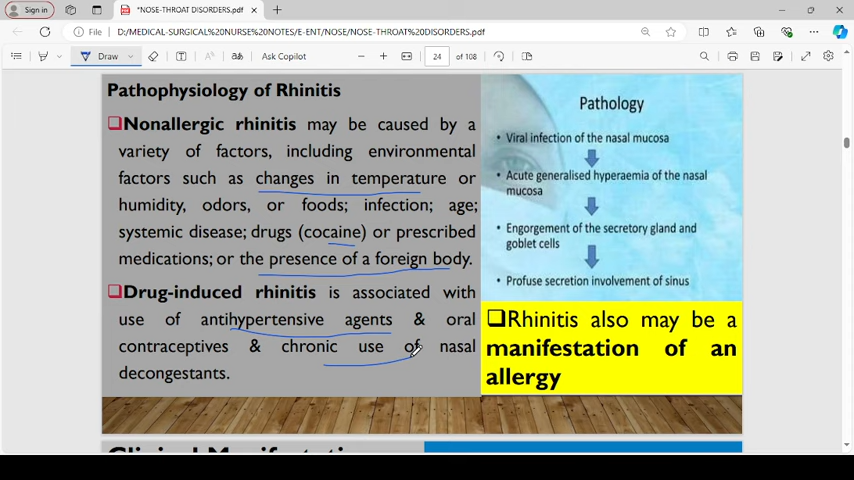 Sign in
*NOSE-THROAT DISORDERS.pdf
File
D:/MEDICAL-SURGICAL%20NURSE%20NOTES/E-ENT/NOSE/NOSE-THROAT%20DISORDERS.pdf
Draw
Ask Copilot
24 of 108
Pathophysiology of Rhinitis
Nonallergic rhinitis may be caused by a
variety of factors, including environmental
factors such as changes in temperature or
humidity, odors, or foods; infection; age;
systemic disease; drugs (cocaine) or prescribed
medications; or the presence of a foreign body.
Drug-induced rhinitis is associated with
use of antihypertensive agents & oral
contraceptives & chronic use of nasal
decongestants.
Pathology
• Viral infection of the nasal mucosa
• Acute generalised hyperaemia of the nasal
mucosa
• Engorgement of the secretory gland and
goblet cells
• Profuse secretion involvement of sinus
Rhinitis also may be a
manifestation of an
allergy